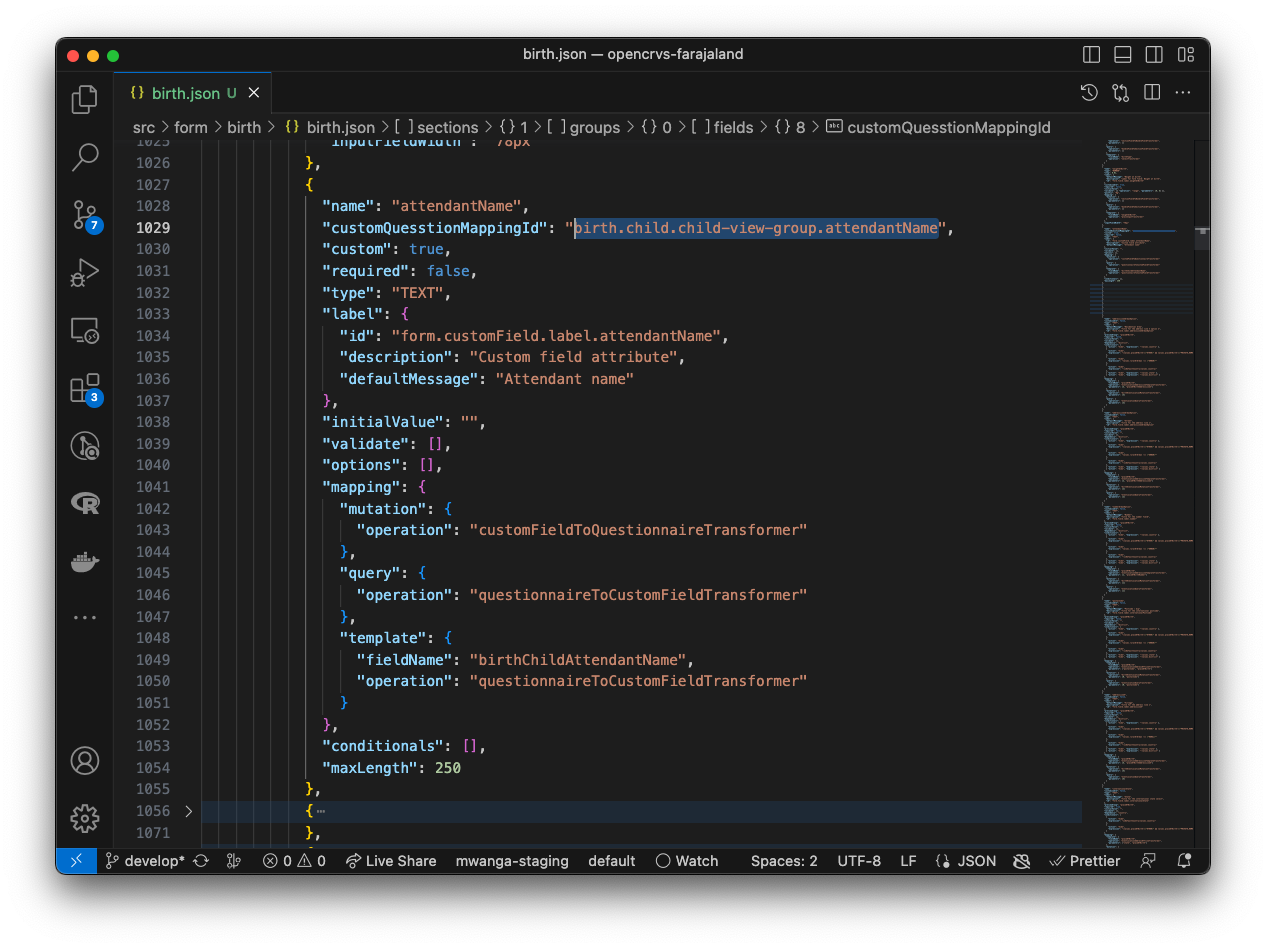 birth.json — opencrvs-farajaland
{} birth.json U
src > form > birth > {} birth.json > [ ] sections > {} 1 > [ ] groups > {} 0 > [ ] fields > {} 8 > customQuesstionMappingId
1025 "inputFieldWidth": "78px"
1026 },
1027 {
1028 "name": "attendantName",
1029 "customQuesstionMappingId": "birth.child.child-view-group.attendantName",
1030 "custom": true,
1031 "required": false,
1032 "type": "TEXT",
1033 "label": {
1034 "id": "form.customField.label.attendantName",
1035 "description": "Custom field attribute",
1036 "defaultMessage": "Attendant name"
1037 },
1038 "initialValue": "",
1039 "validate": [],
1040 "options": [],
1041 "mapping": {
1042 "mutation": {
1043 "operation": "customFieldToQuestionnaireTransformer"
1044 },
1045 "query": {
1046 "operation": "questionnaireToCustomFieldTransformer"
1047 },
1048 "template": {
1049 "fieldName": "birthChildAttendantName",
1050 "operation": "questionnaireToCustomFieldTransformer"
1051 }
1052 },
1053 "conditionals": [],
1054 "maxLength": 250
1055 },
1056 > { ⋯
1071 },
7
3
R
develop* 0 0 Live Share mwanga-staging default Watch Spaces: 2 UTF-8 LF JSON Prettier